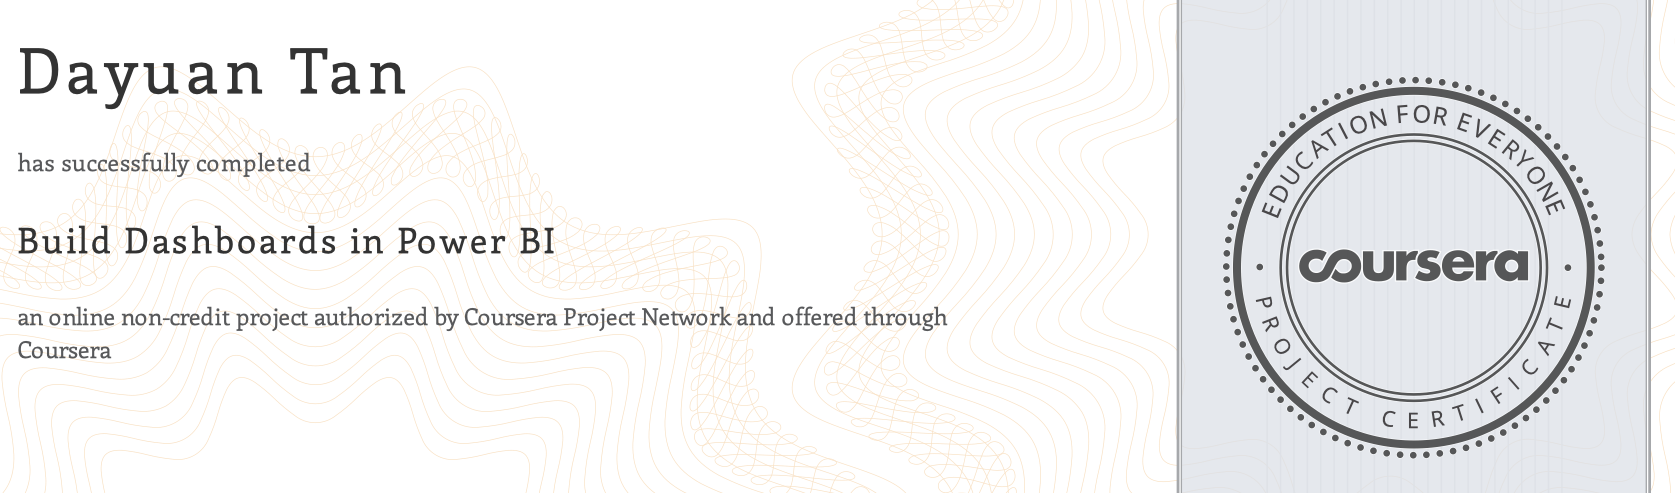 Dayuan Tan
has successfully completed
Build Dashboards in Power BI
an online non-credit project authorized by Coursera Project Network and offered through
Coursera
EDUCATION FOR EVERYONE
coursera
PROJECT CERTIFICATE